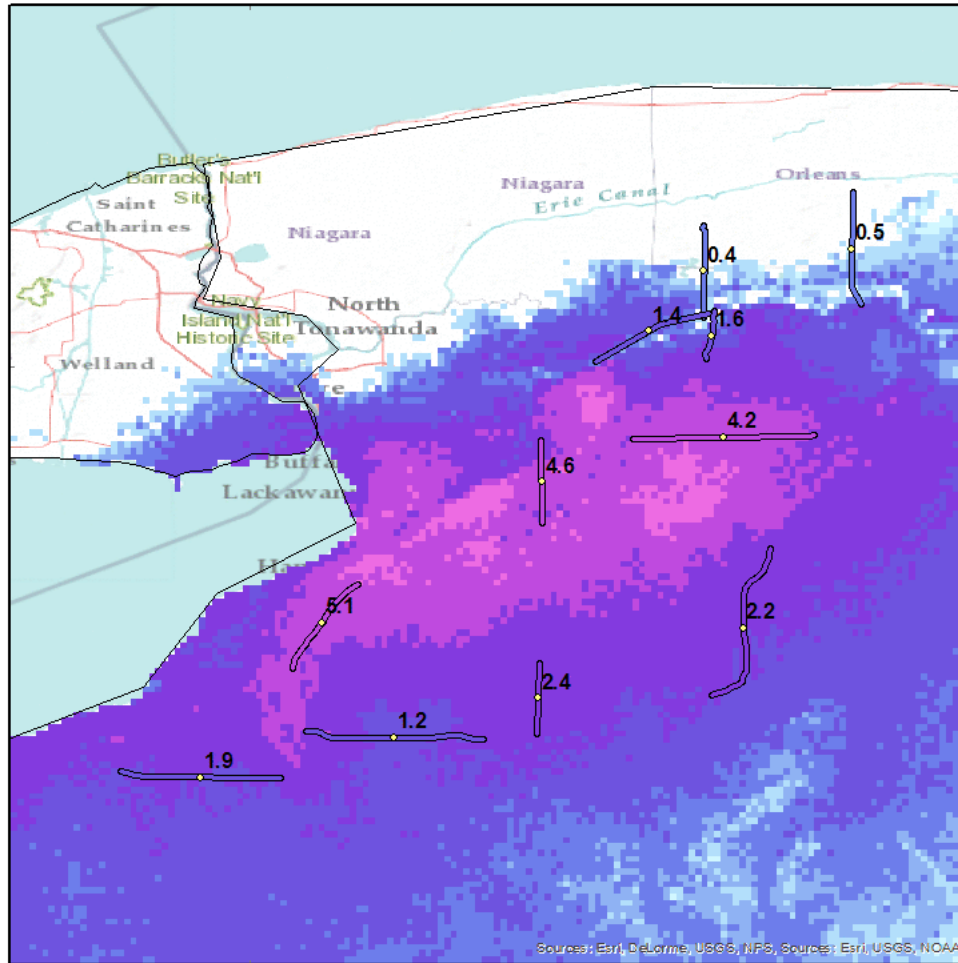 Butler's
Barracks Nat'l
Site
Saint
Catharines
Niagara
Orleans
Erie Canal
Niagara
0.5
0.4
Navy
Island Nat'l
Historic Site
North
Tonawanda
1.4
1.6
Welland
4.2
4.6
Lackawan
5.1
2.2
2.4
1.2
1.9
Sources: Esri, DeLorme, USGS, NPS, Sources: Esri, USGS, NOAA